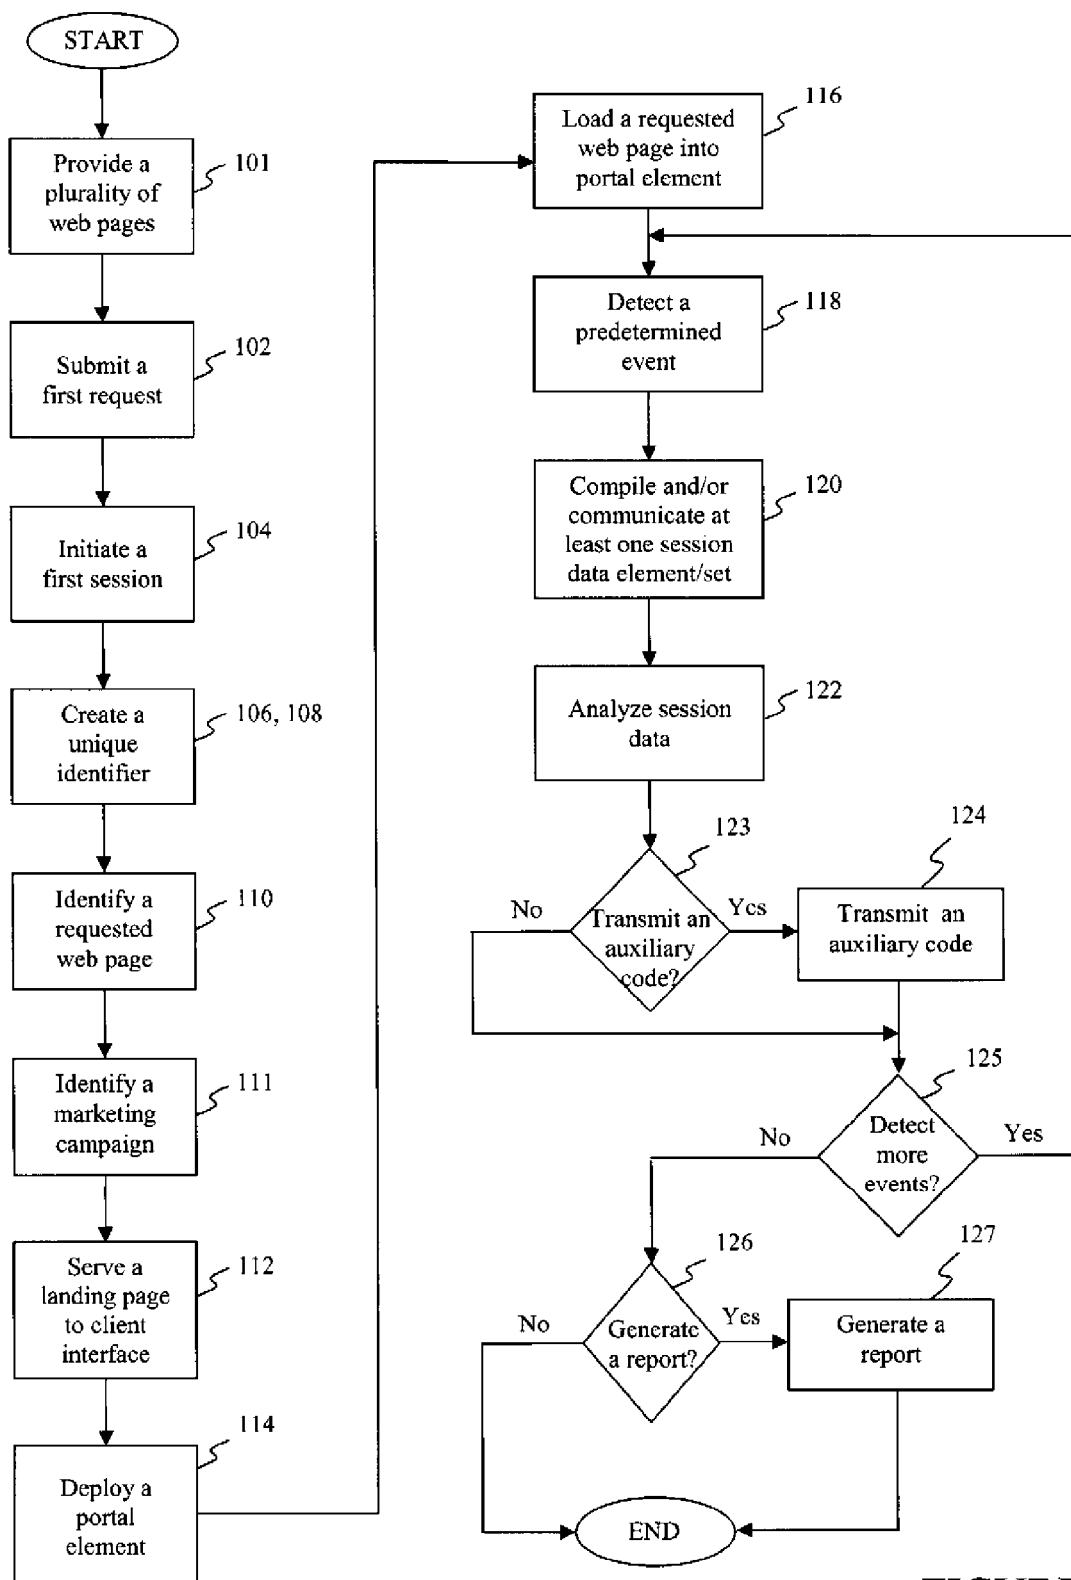 START
Provide a
plurality of
web pages
101
Submit a
first request
102
Initiate a
first session
104
Create a
unique
identifier
106, 108
Identify a
requested
web page
110
Identify a
marketing
campaign
111
Serve a
landing page
to client
interface
112
Deploy a
portal
element
114
Load a requested
web page into
portal element
116
Detect a
predetermined
event
118
Compile and/or
communicate at
least one session
data element/set
120
Analyze session
data
122
123
No
Transmit an
auxiliary
code?
Yes
124
Transmit an
auxiliary code
125
No
Detect
more
events?
Yes
126
No
Generate
a report?
Yes
127
Generate a
report
END